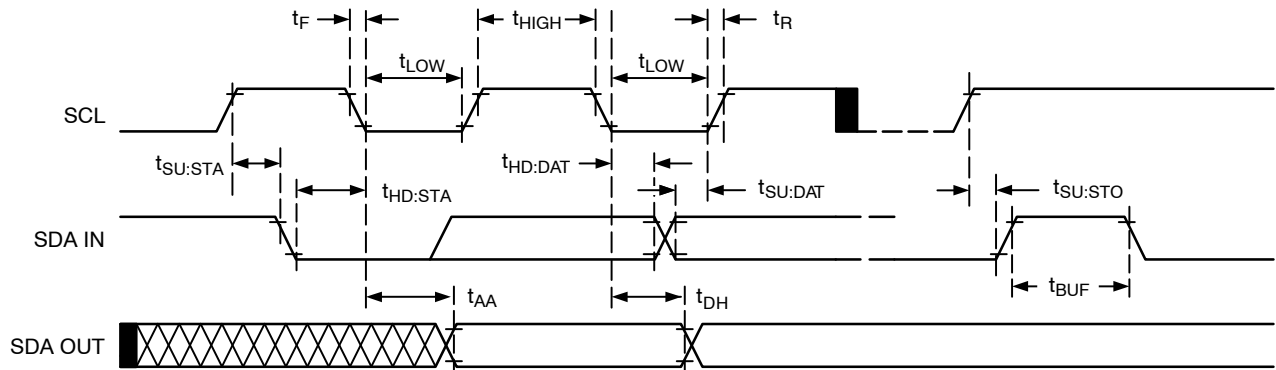 tF
tHIGH
tR
tLOW
tLOW
SCL
tSU:STA
tHD:STA
tHD:DAT
tSU:DAT
tSU:STO
SDA IN
tAA
tDH
tBUF
SDA OUT